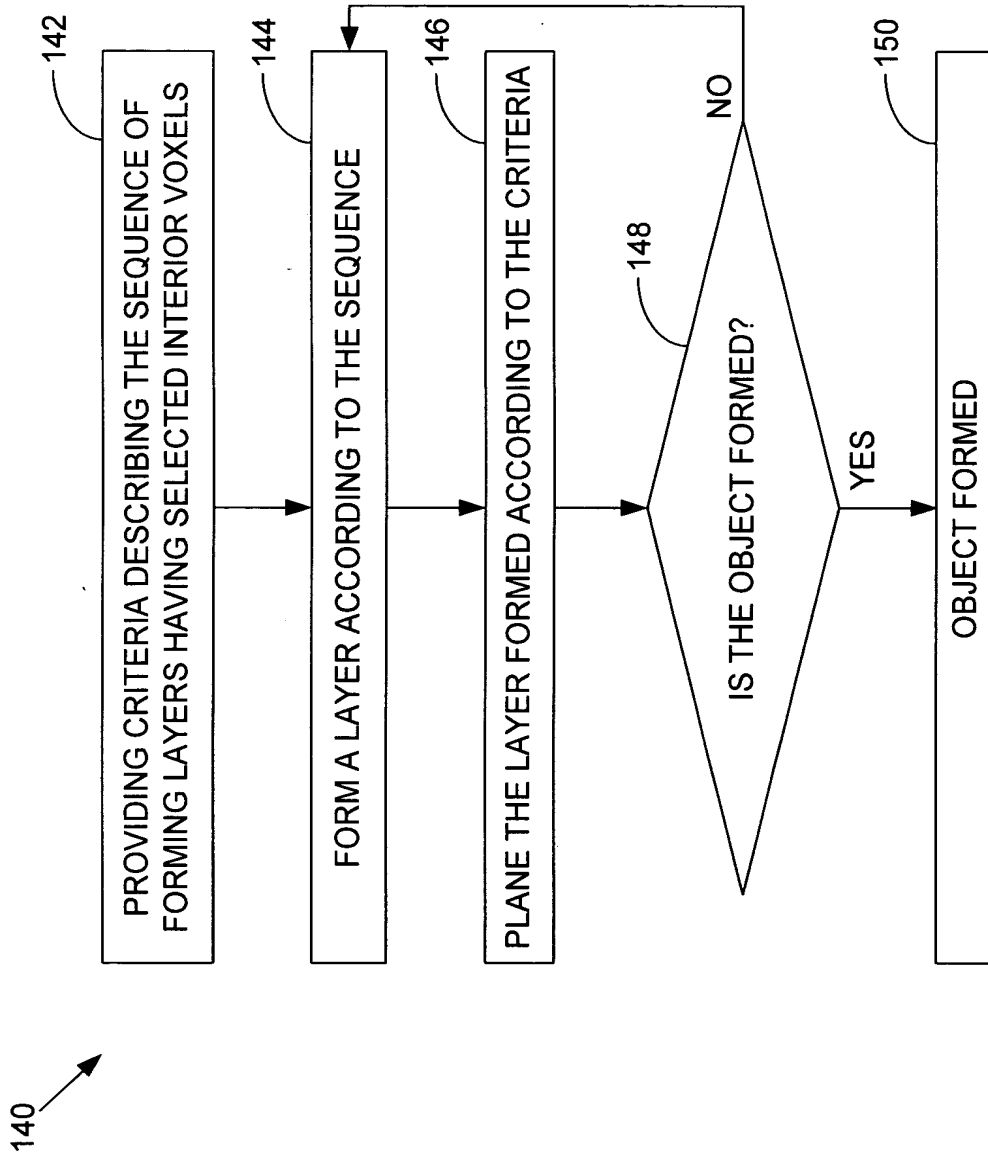 140
142
PROVIDING CRITERIA DESCRIBING THE SEQUENCE OF
FORMING LAYERS HAVING SELECTED INTERIOR VOXELS
144
FORM A LAYER ACCORDING TO THE SEQUENCE
146
PLANE THE LAYER FORMED ACCORDING TO THE CRITERIA
148
IS THE OBJECT FORMED?
NO
YES
150
OBJECT FORMED